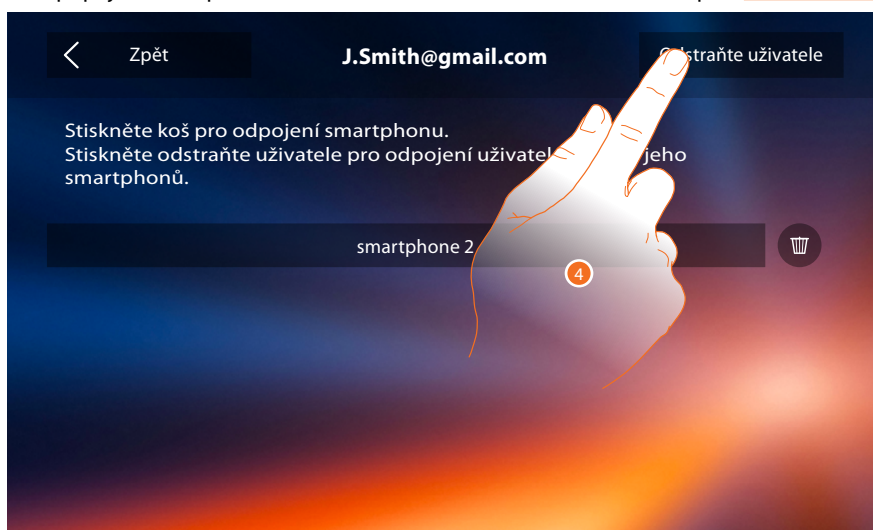 Zpět
J.Smith@gmail.com
uživatele
Stiskněte koš pro odpojení smartphonu.
Stiskněte odstraňte uživatele pro odpojení jeho
smartphonů.
smartphone 2
4